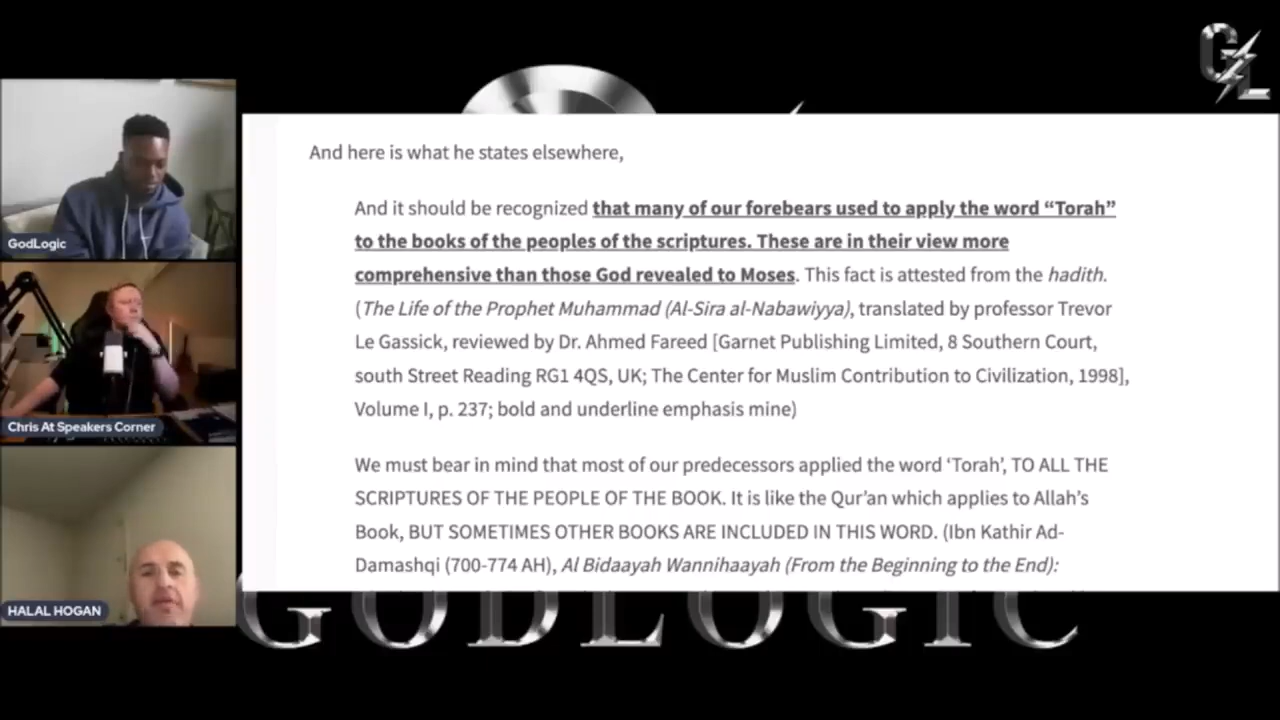 GL
And here is what he states elsewhere,
And it should be recognized that many of our forebears used to apply the word “Torah”
to the books of the peoples of the scriptures. These are in their view more
comprehensive than those God revealed to Moses. This fact is attested from the hadith.
(The Life of the Prophet Muhammad (Al-Sira al-Nabawiyya), translated by professor Trevor
Le Gassick, reviewed by Dr. Ahmed Fareed [Garnet Publishing Limited, 8 Southern Court,
south Street Reading RG1 4QS, UK; The Center for Muslim Contribution to Civilization, 1998],
Volume I, p. 237; bold and underline emphasis mine)
We must bear in mind that most of our predecessors applied the word ‘Torah’, TO ALL THE
SCRIPTURES OF THE PEOPLE OF THE BOOK. It is like the Qur’an which applies to Allah’s
Book, BUT SOMETIMES OTHER BOOKS ARE INCLUDED IN THIS WORD. (Ibn Kathir Ad-
Damashqi (700-774 AH), Al Bidaayah Wannihaayah (From the Beginning to the End):
GodLogic
Chris At Speakers Corner
HALAL HOGAN
GODLOGIC